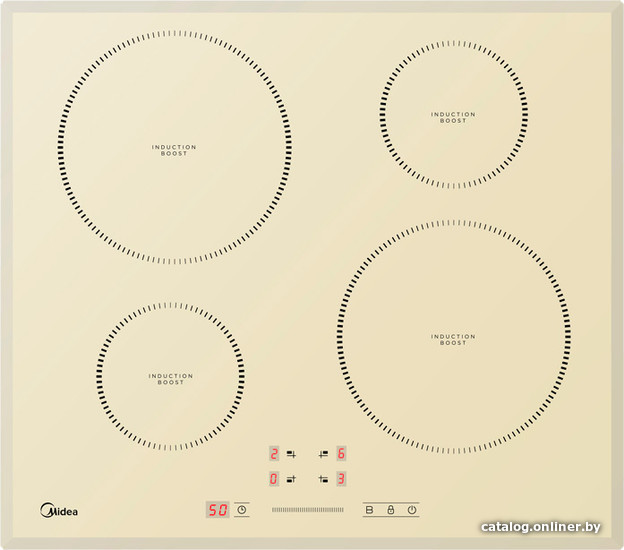 INDUCTION
BOOST
INDUCTION
BOOST
INDUCTION
BOOST
INDUCTION
BOOST
2 6
0 3
Midea
50
B
catalog.onliner.by